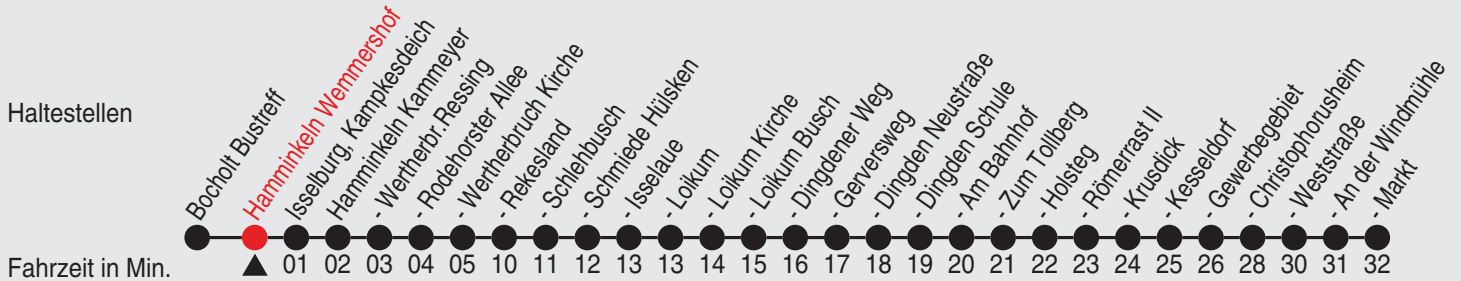 Haltestellen
Bocholt Bustreff
Hamminkeln Wemmershof
Isselburg, Kampkesdeich
Hamminkeln Kammeyer
- Wertherbr. Ressing
- Rodehorster Allee
- Wertherbruch Kirche
- Rekesland
- Schlehbusch
- Schmiede Hülsken
- Isselaue
- Loikum
- Loikum Kirche
- Loikum Busch
- Dingdener Weg
- Gerversweg
- Dingden Neustraße
- Dingden Schule
- Am Bahnhof
- Zum Tollberg
- Holsteg
- Römerrast II
- Krusdick
- Kesseldorf
- Gewerbegebiet
- Christophorusheim
- Weststraße
- An der Windmühle
- Markt
Fahrzeit in Min. 01 02 03 04 05 10 11 12 13 13 14 15 16 17 18 19 20 21 22 23 24 25 26 28 30 31 32